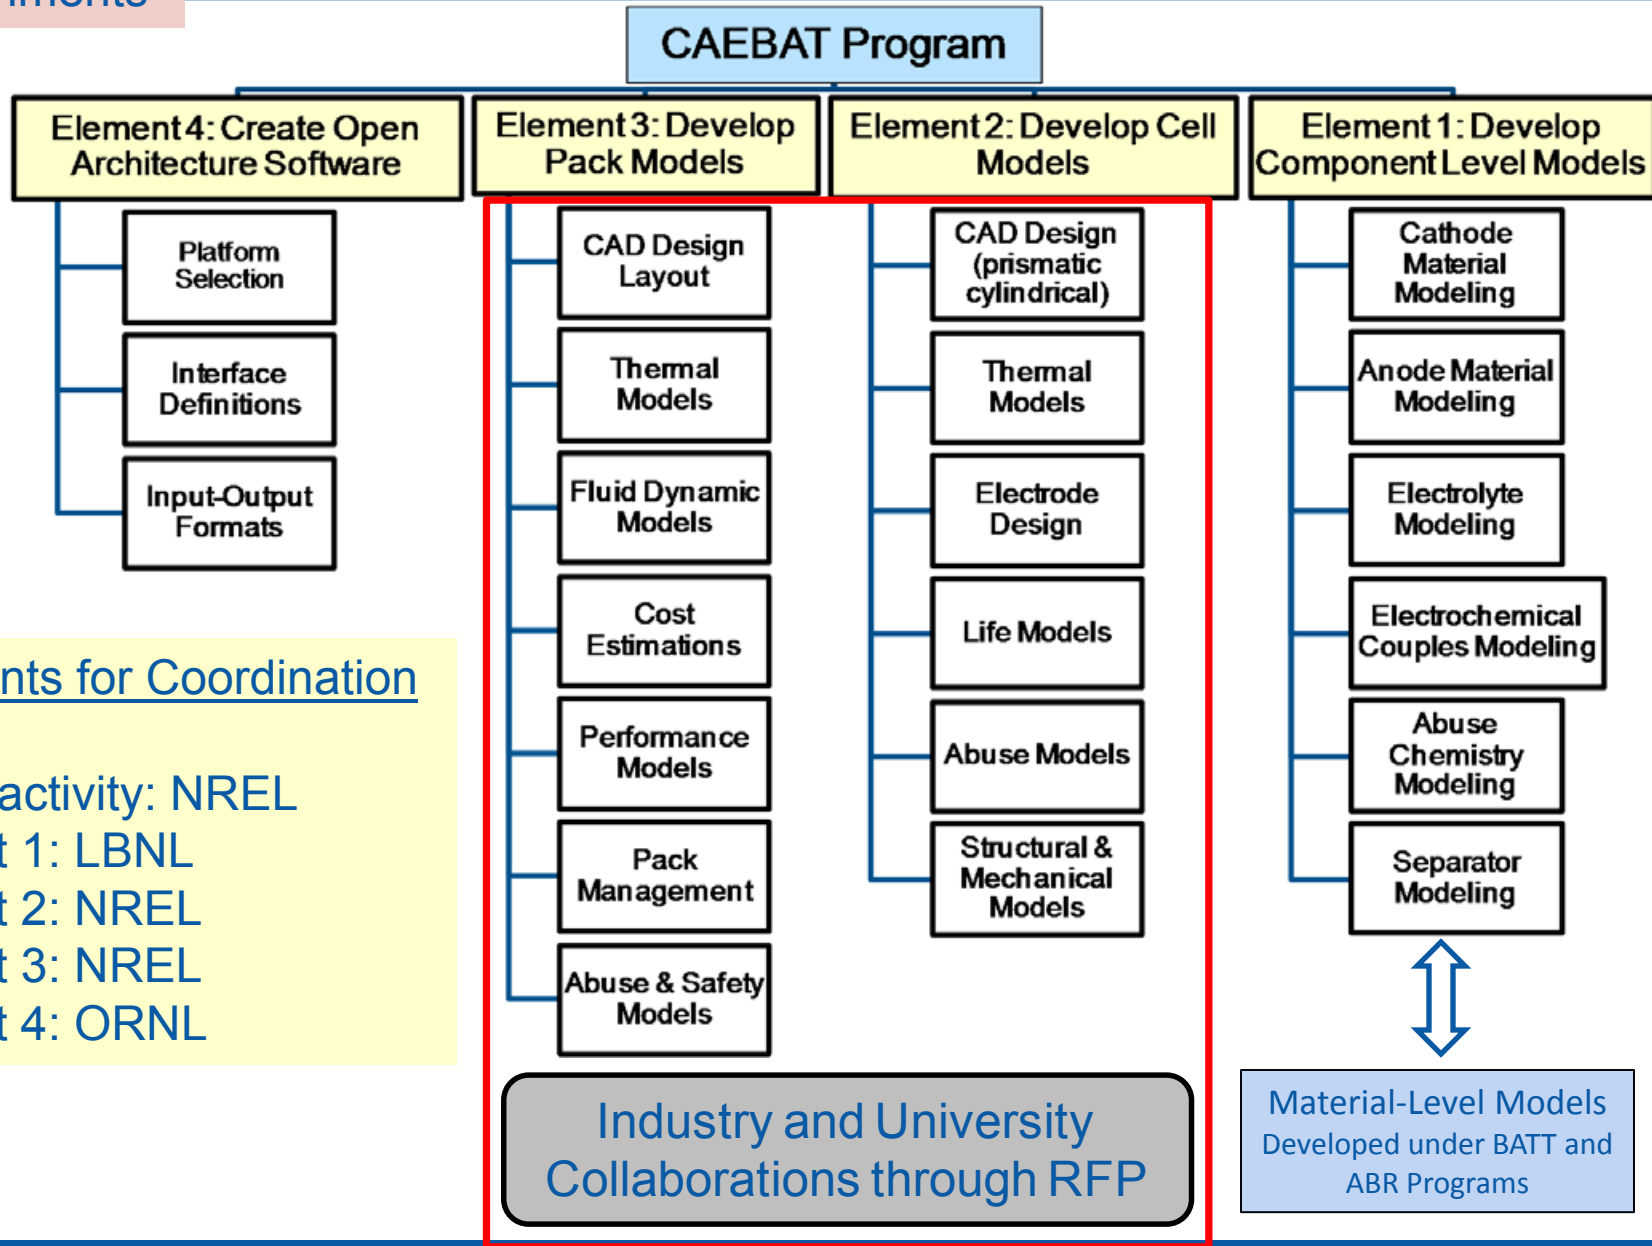 CAEBAT Program
Element 4: Create Open
Architecture Software
Platform
Selection
Interface
Definitions
Input-Output
Formats
Element 3: Develop
Pack Models
CAD Design
Layout
Thermal
Models
Fluid Dynamic
Models
Cost
Estimations
Performance
Models
Pack
Management
Abuse & Safety
Models
Element 2: Develop Cell
Models
CAD Design
(prismatic
cylindrical)
Thermal
Models
Electrode
Design
Life Models
Abuse Models
Structural &
Mechanical
Models
Element 1: Develop
Component Level Models
Cathode
Material
Modeling
Anode Material
Modeling
Electrolyte
Modeling
Electrochemical
Couples Modeling
Abuse
Chemistry
Modeling
Separator
Modeling
nts for Coordination
activity: NREL
t 1: LBNL
t 2: NREL
t 3: NREL
t 4: ORNL
Industry and University
Collaborations through RFP
Material-Level Models
Developed under BATT and
ABR Programs